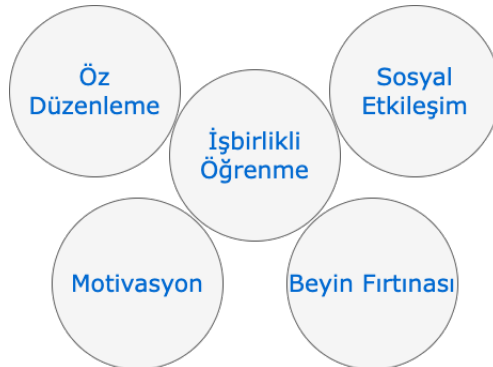 Öz
Düzenleme
Sosyal
Etkileşim
İşbirlikli
Öğrenme
Motivasyon
Beyin Fırtınası